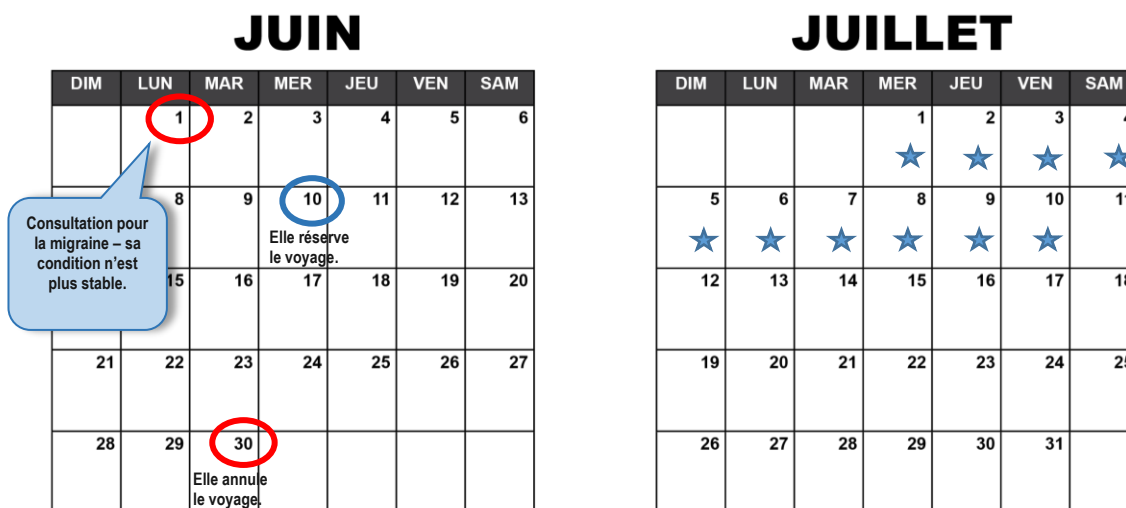 JUIN
DIM LUN MAR MER JEU VEN SAM
1 2 3 4 5 6
8 9 10 11 12 13
Elle réserve
le voyage.
Consultation pour
la migraine – sa
condition n'est
plus stable.
15 16 17 18 19 20
21 22 23 24 25 26 27
28 29 30
Elle annule
le voyage.
JUILLET
DIM LUN MAR MER JEU VEN SAM
1 2 3 4
5 6 7 8 9 10 11
12 13 14 15 16 17 18
19 20 21 22 23 24 25
26 27 28 29 30 31